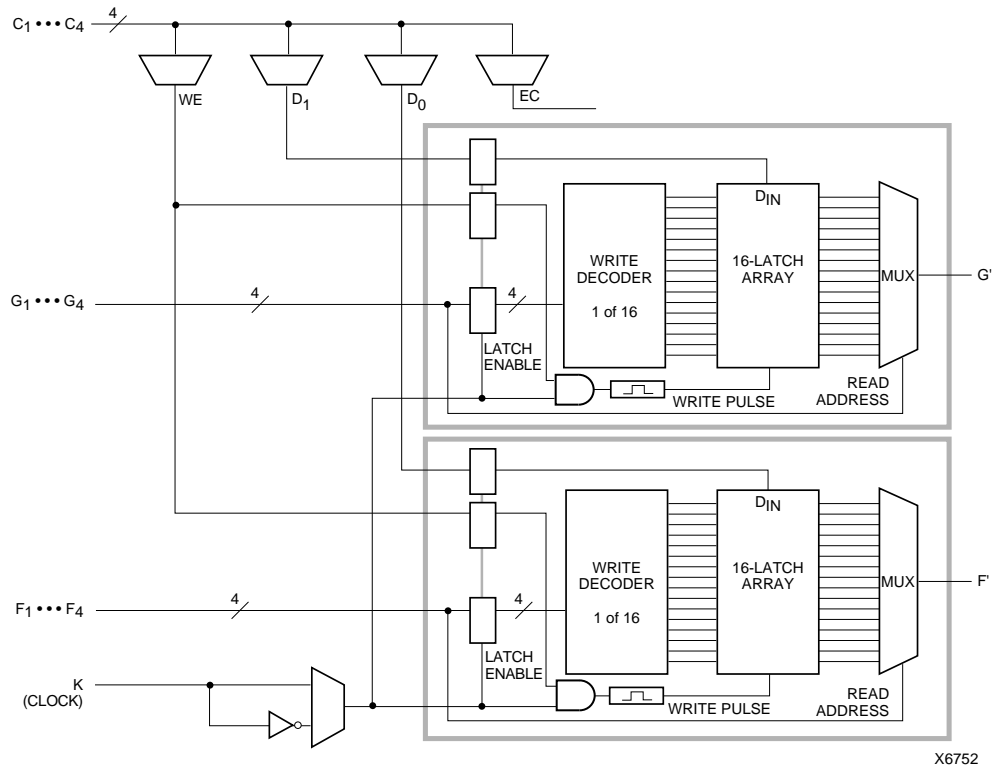 C1 ••• C4
4
WE
D1
D0
EC
DIN
WRITE
DECODER
1 of 16
16-LATCH
ARRAY
MUX
G'
G1 ••• G4
4
4
LATCH
ENABLE
WRITE PULSE
READ
ADDRESS
DIN
WRITE
DECODER
1 of 16
16-LATCH
ARRAY
MUX
F'
F1 ••• F4
4
4
LATCH
ENABLE
WRITE PULSE
READ
ADDRESS
K
(CLOCK)
X6752